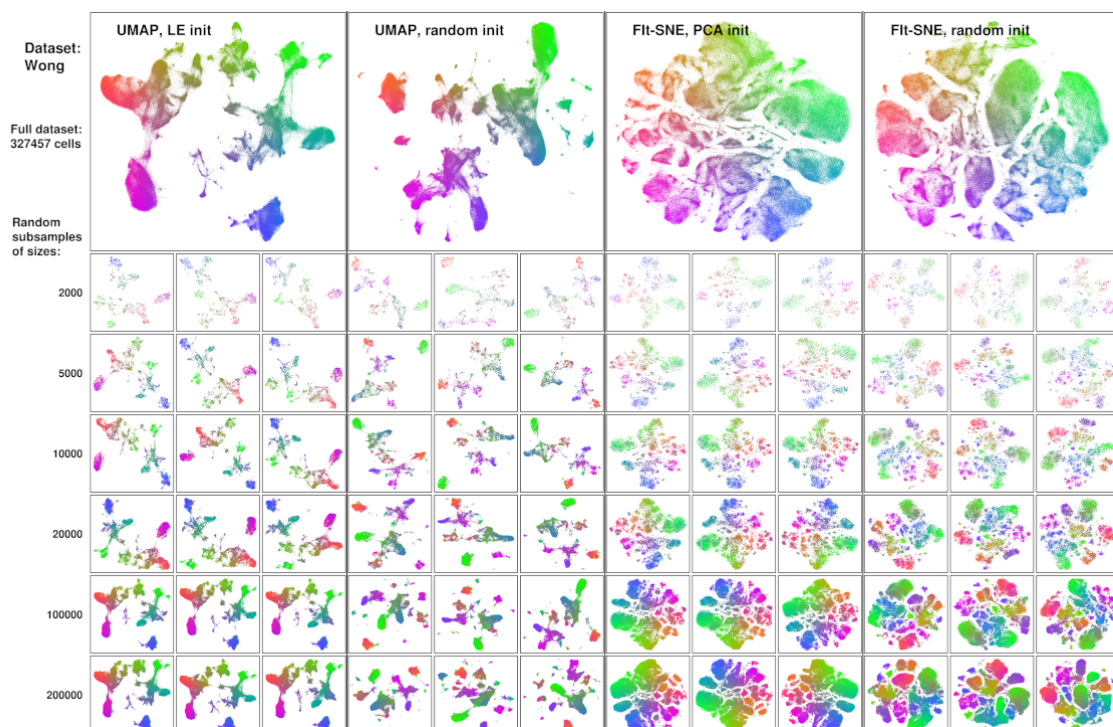 UMAP, LE init
UMAP, random init
FIt-SNE, PCA init
FIt-SNE, random init
Dataset:
Wong
Full dataset:
327457 cells
Random
subsamples
of sizes:
2000
5000
10000
20000
100000
200000